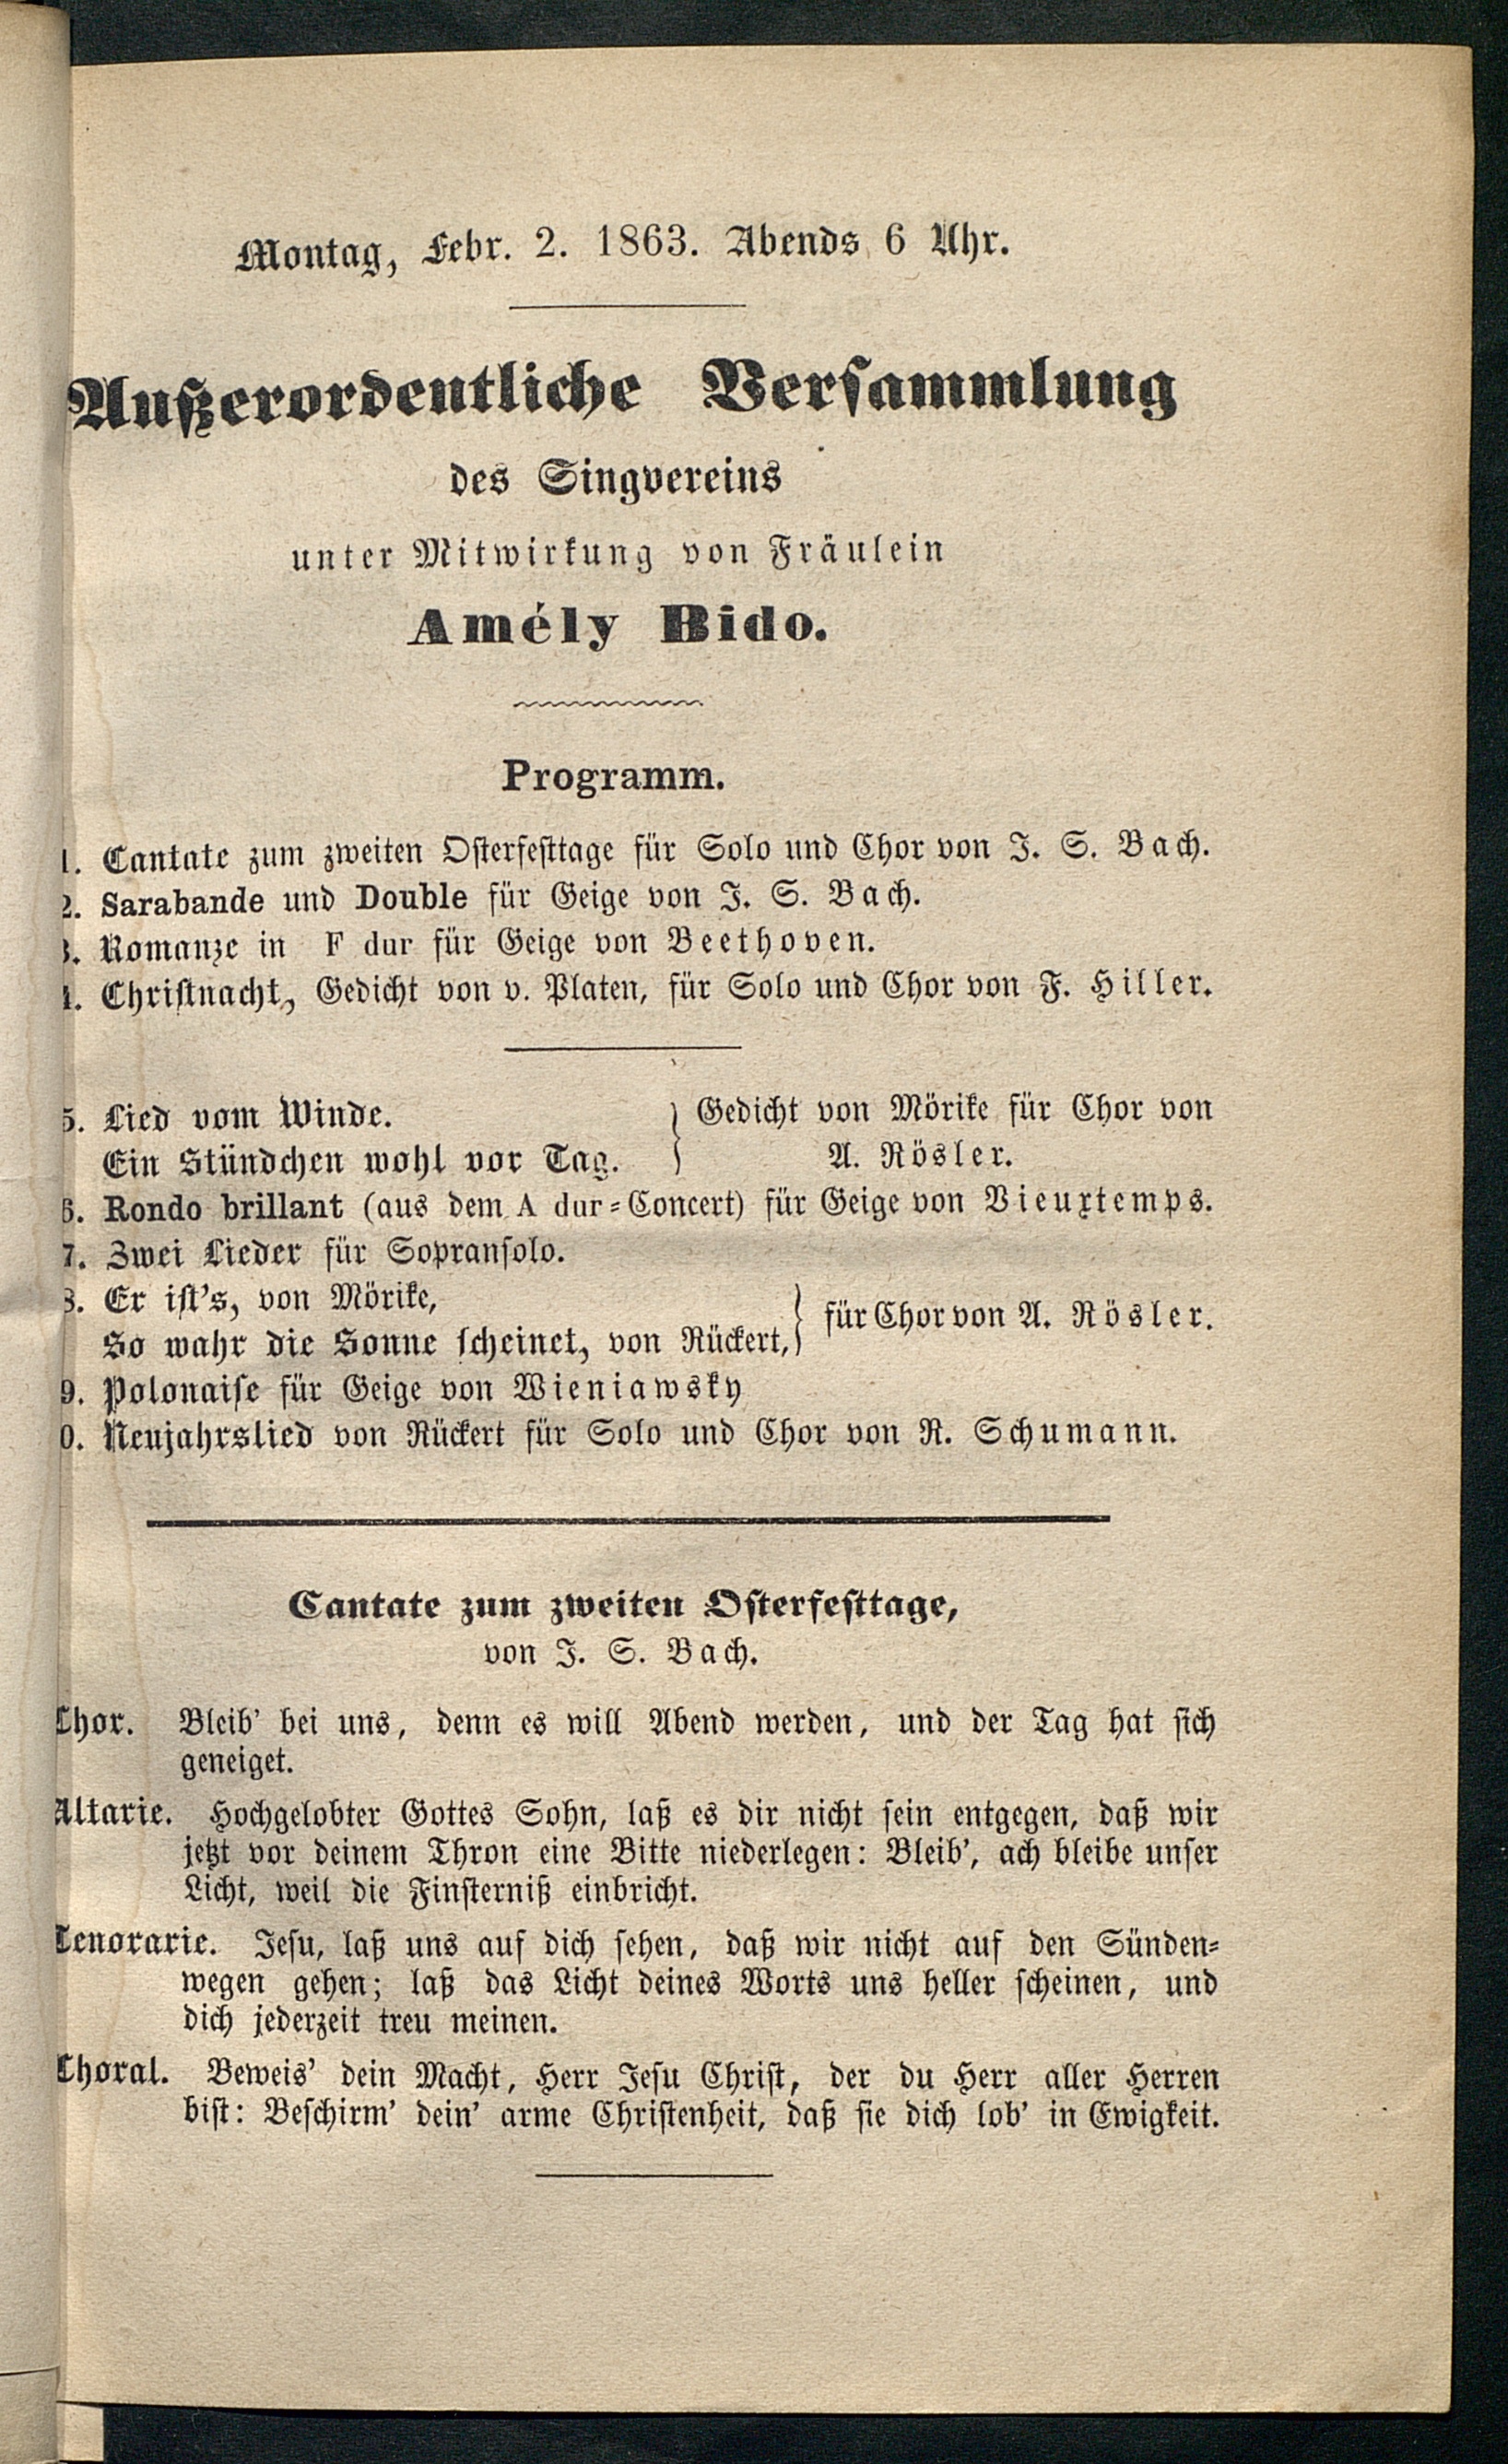 Montag, Febr. 2. 1863. Abends 6 Uhr.
Außerordentliche Versammlung
des Singvereins
unter Mitwirkung von Fräulein
Amély Bido.
Programm.
1. Cantate zum zweiten Osterfesttage für Solo und Chor von J. S. Bach.
2. Sarabande und Double für Geige von J. S. Bach.
3. Romanze in F dur für Geige von Beethoven.
4. Christnacht, Gedicht von v. Platen, für Solo und Chor von F. Hiller.
5. Lied vom Winde. } Gedicht von Mörike für Chor von
Ein Stündchen wohl vor Tag. } A. Rösler.
6. Rondo brillant (aus dem A dur-Concert) für Geige von Vieuxtemps.
7. Zwei Lieder für Sopransolo.
8. Er ist's, von Mörike,
So wahr die Sonne scheinet, von Rückert, } für Chor von A. Rösler.
9. Polonaise für Geige von Wieniawsky
0. Neujahrslied von Rückert für Solo und Chor von R. Schumann.
Cantate zum zweiten Osterfesttage,
von J. S. Bach.
Chor. Bleib' bei uns, denn es will Abend werden, und der Tag hat sich
geneiget.
Altarie. Hochgelobter Gottes Sohn, laß es dir nicht sein entgegen, daß wir
jetzt vor deinem Thron eine Bitte niederlegen: Bleib', ach bleibe unser
Licht, weil die Finsterniß einbricht.
Tenorarie. Jesu, laß uns auf dich sehen, daß wir nicht auf den Sünden-
wegen gehen; laß das Licht deines Worts uns heller scheinen, und
dich jederzeit treu meinen.
Choral. Beweis' dein Macht, Herr Jesu Christ, der du Herr aller Herren
bist: Beschirm' dein' arme Christenheit, daß sie dich lob' in Ewigkeit.